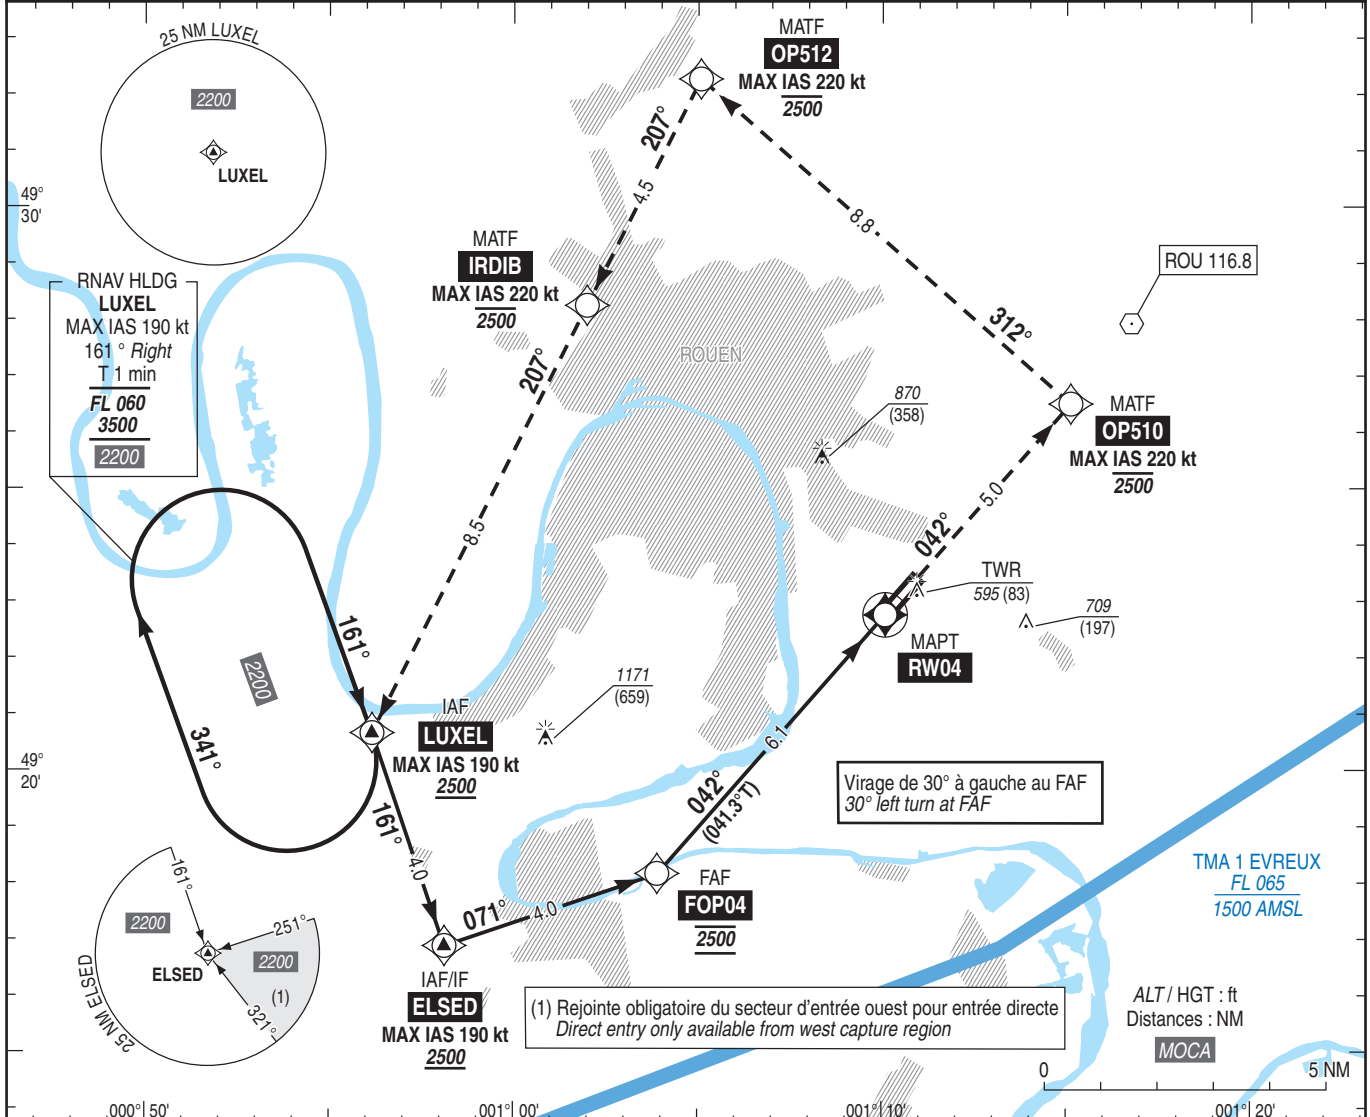 25 NM LUXEL
2200
LUXEL
49°
30'
RNAV HLDG
LUXEL
MAX IAS 190 kt
161 ° Right
T 1 min
FL 060
3500
2200
MATF
OP512
MAX IAS 220 kt
2500
207°
4.5
8.8
312°
MATF
IRDIB
MAX IAS 220 kt
2500
207°
8.5
ROUEN
ROU 116.8
870
(358)
MATF
OP510
MAX IAS 220 kt
2500
5.0
042°
TWR
595 (83)
709
(197)
MAPT
RW04
161°
2200
341°
1171
(659)
IAF
LUXEL
MAX IAS 190 kt
2500
49°
20'
161°
4.0
6.1
042°
(041.3°T)
Virage de 30° à gauche au FAF
30° left turn at FAF
TMA 1 EVREUX
FL 065
1500 AMSL
FAF
FOP04
2500
071°
4.0
IAF/IF
ELSED
MAX IAS 190 kt
2500
161°
2200
251°
ELSED
2200
(1)
321°
25 NM ELSED
(1) Rejointe obligatoire du secteur d'entrée ouest pour entrée directe
Direct entry only available from west capture region
ALT / HGT : ft
Distances : NM
MOCA
0
5 NM
000°50'
001°00'
001°10'
001°20'